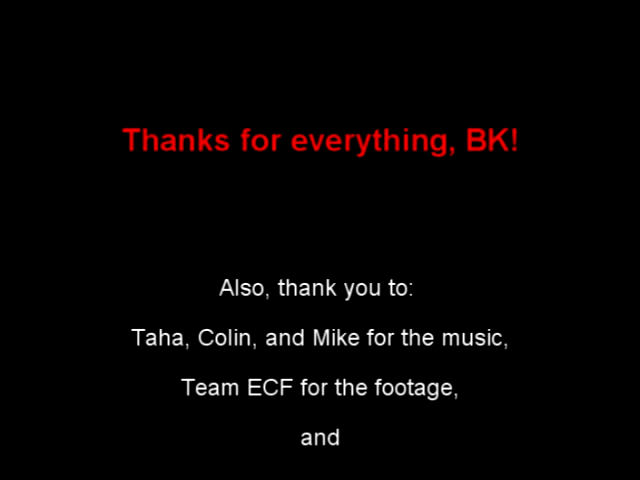 Thanks for everything, BK!
Also, thank you to:
Taha, Colin, and Mike for the music,
Team ECF for the footage,
and